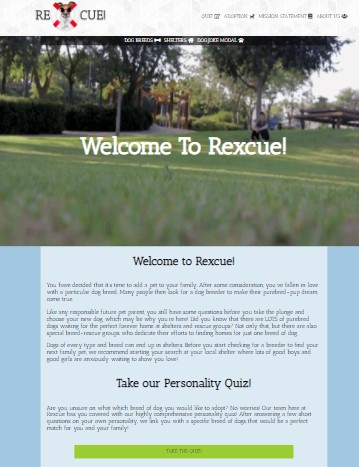 RE CUE!
QUIZ ADOPTION MISSION STATEMENT ABOUT US
DOG BREEDS SHELTERS DOG JOKE MODAL
Welcome To Rexcue!
Welcome to Rexcue!
You have decided that it's time to add a pet to your family. After some consideration, you've fallen in love
with a particular dog breed. Many people then look for a dog breeder to make their purebred-pup dream
come true.
Like any responsible future pet parent, you still have some questions before you take the plunge and
choose your new dog, which may be why you're here! Did you know that there are LOTS of purebred
dogs waiting for the perfect forever home at shelters and rescue groups? Not only that, but there are also
special breed-rescue groups who dedicate their efforts to finding homes for just one breed of dog.
Dogs of every type and breed can end up in shelters. Before you start checking for a breeder to find your
next family pet, we recommend starting your search at your local shelter where lots of good boys and
good girls are anxiously waiting to show you love!
Take our Personality Quiz!
Are you unsure on what which breed of dog you would like to adopt? No worries! Our team here at
Rexcue has you covered with our highly comprehensive personality quiz! After answering a few short
questions on your own personality, we link you with a specific breed of dogs that would be a perfect
match for you and your family!
TAKE THE QUIZ!